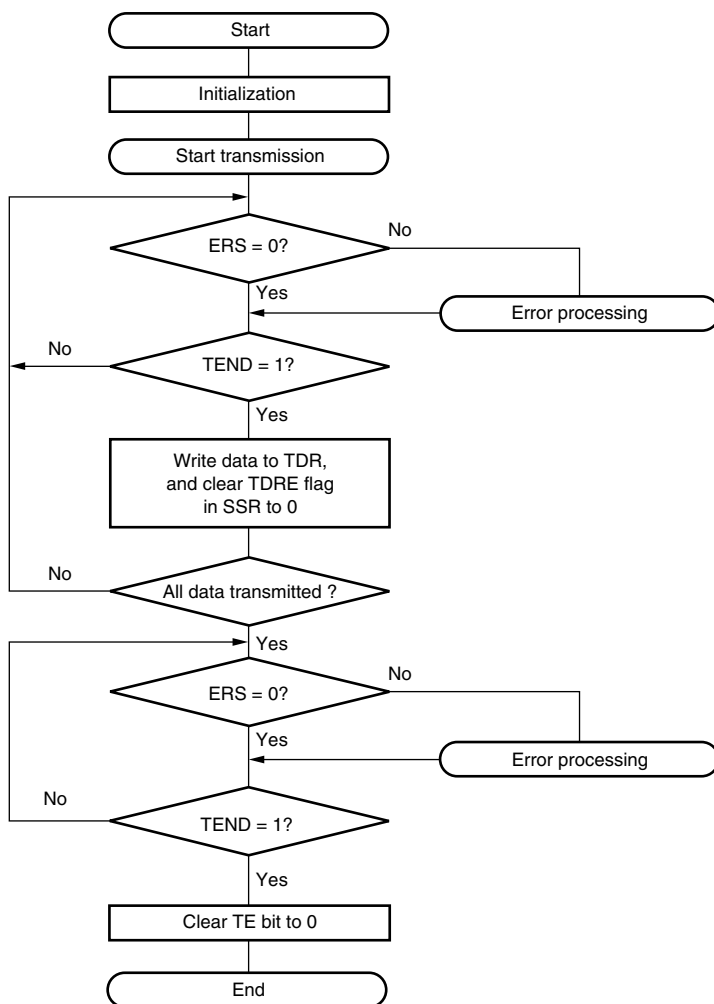 Start
Initialization
Start transmission
ERS = 0?
No
Yes
Error processing
No
TEND = 1?
Yes
Write data to TDR,
and clear TDRE flag
in SSR to 0
No
All data transmitted ?
Yes
ERS = 0?
No
Yes
Error processing
No
TEND = 1?
Yes
Clear TE bit to 0
End